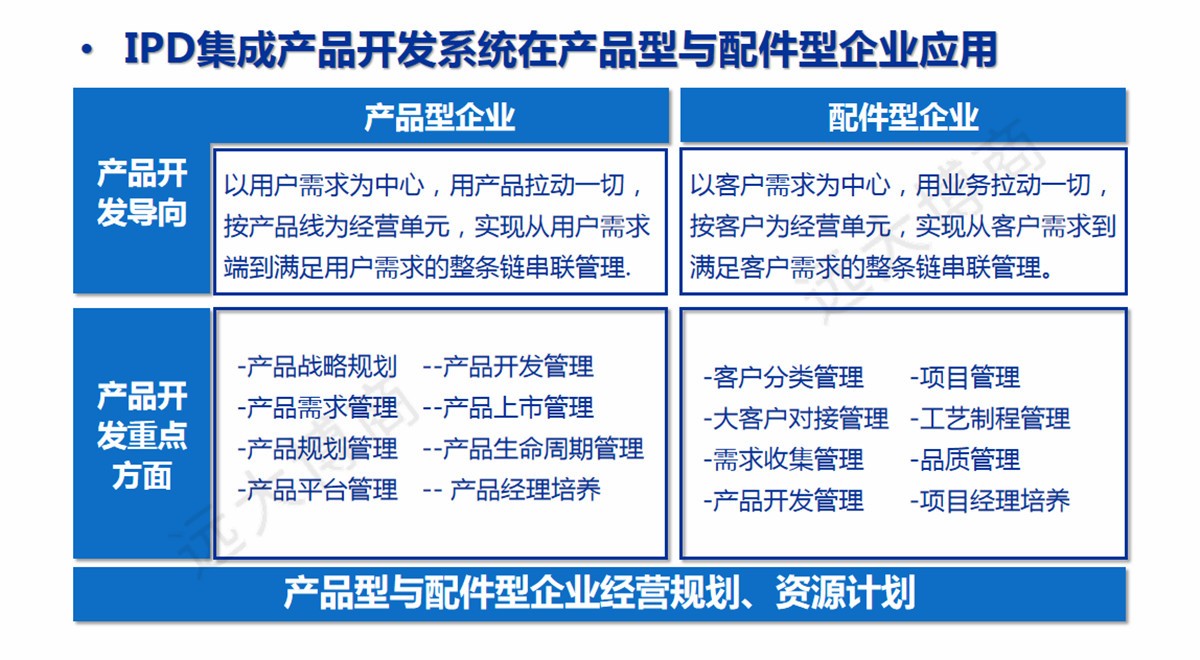 • IPD集成产品开发系统在产品型与配件型企业应用
产品型企业
配件型企业
产品开
发导向
以用户需求为中心，用产品拉动一切，
按产品线为经营单元，实现从用户需求
端到满足用户需求的整条链串联管理.
以客户需求为中心，用业务拉动一切，
按客户为经营单元，实现从客户需求到
满足客户需求的整条链串联管理。
产品开
发重点
方面
-产品战略规划 --产品开发管理
-产品需求管理 --产品上市管理
-产品规划管理 --产品生命周期管理
-产品平台管理 -- 产品经理培养
-客户分类管理 -项目管理
-大客户对接管理 -工艺制程管理
-需求收集管理 -品质管理
-产品开发管理 -项目经理培养
产品型与配件型企业经营规划、资源计划
远大博商
远大博商